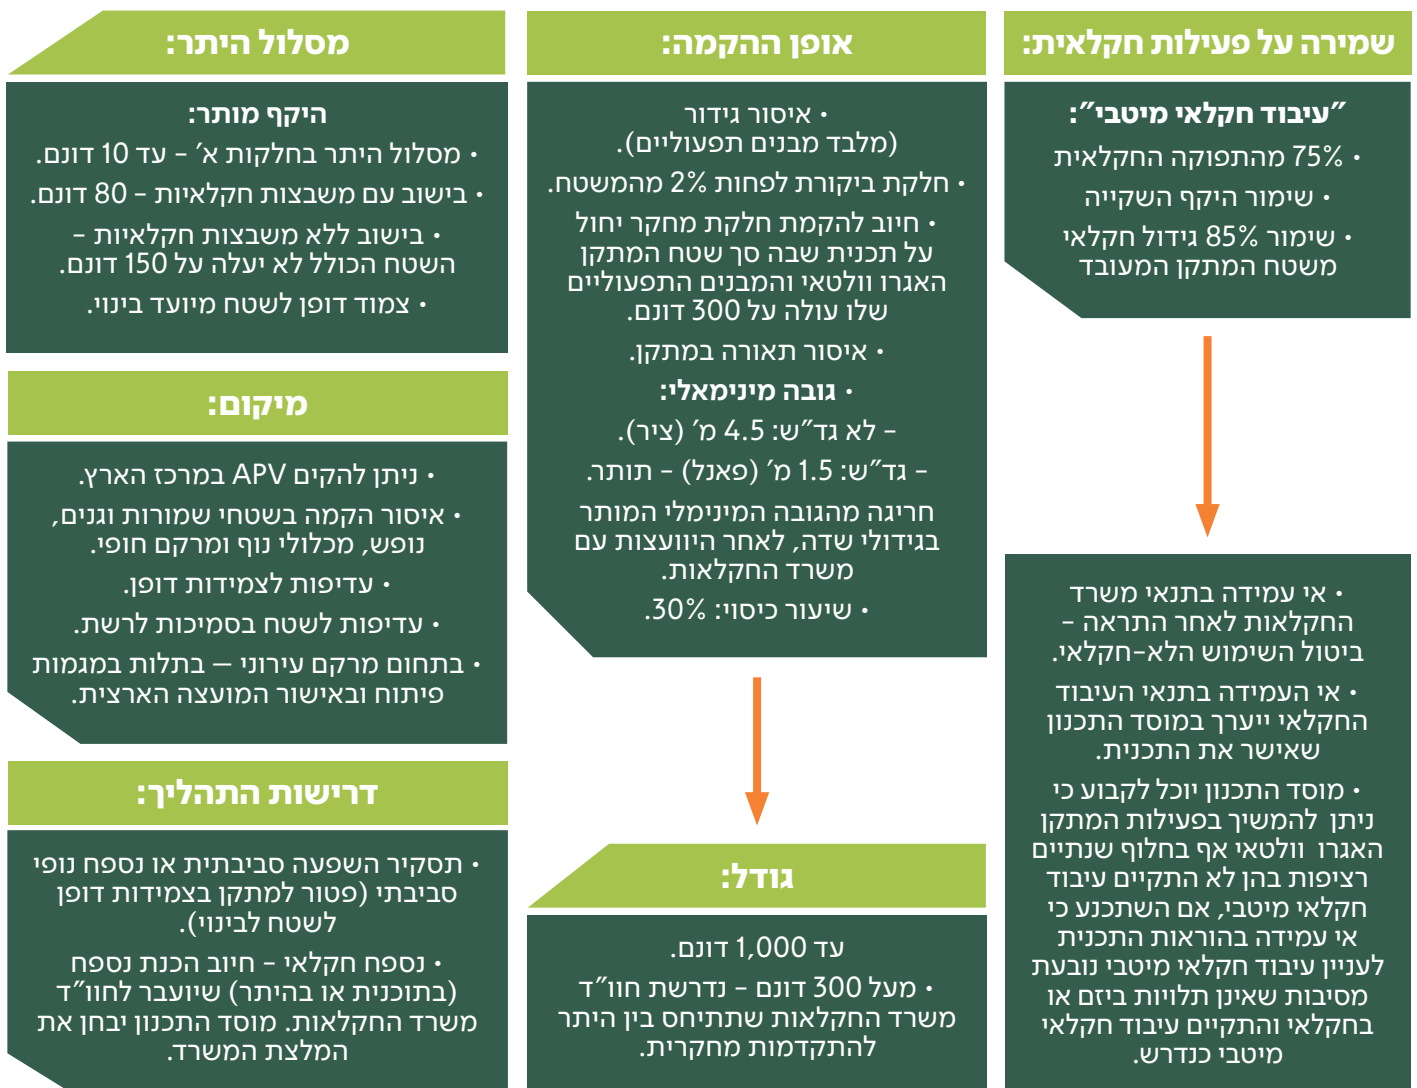 שמירה על פעילות חקלאית:
"עיבוד חקלאי מיטבי":
• 75% מהתפוקה החקלאית
• שימור היקף השקייה
• שימור 85% גידול חקלאי
משטח המתקן המעובד
• אי עמידה בתנאי משרד
החקלאות לאחר התראה –
ביטול השימוש הלא-חקלאי.
• אי העמידה בתנאי העיבוד
החקלאי ייערך במוסד התכנון
שאישר את התכנית.
• מוסד התכנון יוכל לקבוע כי
ניתן להמשיך בפעילות המתקן
האגרו וולטאי אף בחלוף שנתיים
רציפות בהן לא התקיים עיבוד
חקלאי מיטבי, אם השתכנע כי
אי עמידה בהוראות התכנית
לעניין עיבוד חקלאי מיטבי נובעת
מסיבות שאינן תלויות ביזם או
בחקלאי והתקיים עיבוד חקלאי
מיטבי כנדרש.
אופן ההקמה:
• איסור גידור
(מלבד מבנים תפעוליים).
• חלקת ביקורת לפחות 2% מהמשטח.
• חיוב להקמת חלקת מחקר יחול
על תכנית שבה סך שטח המתקן
האגרו וולטאי והמבנים התפעוליים
שלו עולה על 300 דונם.
• איסור תאורה במתקן.
• גובה מינימאלי:
– לא גד"ש: 4.5 מ' (ציר).
– גד"ש: 1.5 מ' (פאנל) – תותר.
חריגה מהגובה המינימלי המותר
בגידולי שדה, לאחר היוועצות עם
משרד החקלאות.
• שיעור כיסוי: 30%.
גודל:
עד 1,000 דונם.
• מעל 300 דונם – נדרשת חוו"ד
משרד החקלאות שתתיחס בין היתר
להתקדמות מחקרית.
מסלול היתר:
היקף מותר:
• מסלול היתר בחלקות א' – עד 10 דונם.
• בישוב עם משבצות חקלאיות – 80 דונם.
• בישוב ללא משבצות חקלאיות –
השטח הכולל לא יעלה על 150 דונם.
• צמוד דופן לשטח מיועד בינוי.
מיקום:
• ניתן להקים APV במרכז הארץ.
• איסור הקמה בשטחי שמורות וגנים,
נופש, מכלולי נוף ומרקם חופי.
• עדיפות לצמידות דופן.
• עדיפות לשטח בסמיכות לרשת.
• בתחום מרקם עירוני — בתלות במגמות
פיתוח ובאישור המועצה הארצית.
דרישות התהליך:
• תסקיר השפעה סביבתית או נספח נופי
סביבתי (פטור למתקן בצמידות דופן
לשטח לבינוי).
• נספח חקלאי – חיוב הכנת נספח
(בתוכנית או בהיתר) שיועבר לחוו"ד
משרד החקלאות. מוסד התכנון יבחן את
המלצת המשרד.